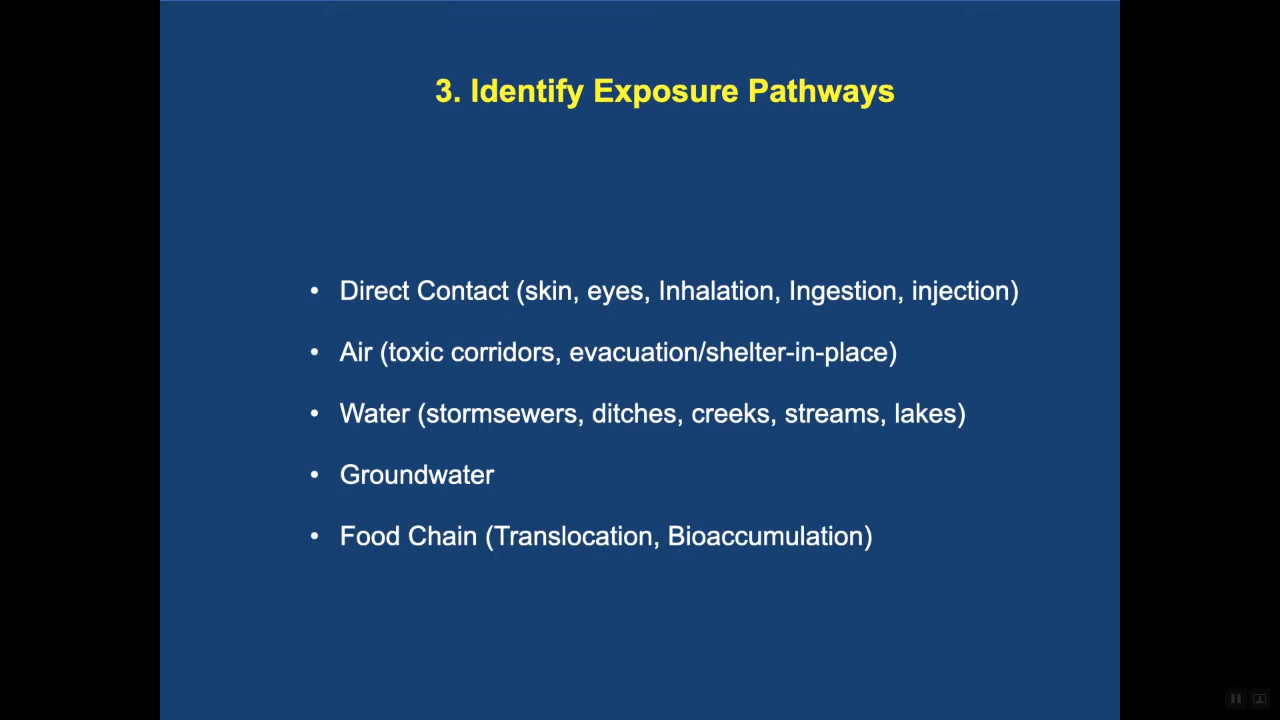 3. Identify Exposure Pathways
• Direct Contact (skin, eyes, Inhalation, Ingestion, injection)
• Air (toxic corridors, evacuation/shelter-in-place)
• Water (stormsewers, ditches, creeks, streams, lakes)
• Groundwater
• Food Chain (Translocation, Bioaccumulation)